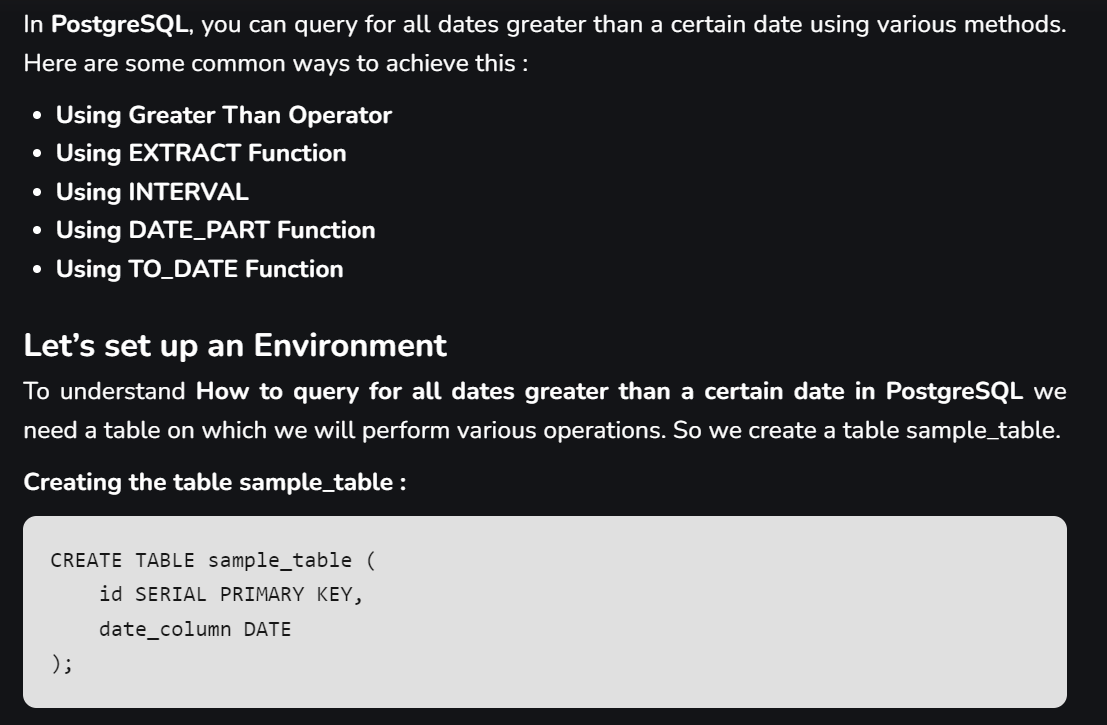 In PostgreSQL, you can query for all dates greater than a certain date using various methods.
Here are some common ways to achieve this :
• Using Greater Than Operator
• Using EXTRACT Function
• Using INTERVAL
• Using DATE_PART Function
• Using TO_DATE Function
Let’s set up an Environment
To understand How to query for all dates greater than a certain date in PostgreSQL we
need a table on which we will perform various operations. So we create a table sample_table.
Creating the table sample_table :
CREATE TABLE sample_table (
    id SERIAL PRIMARY KEY,
    date_column DATE
);